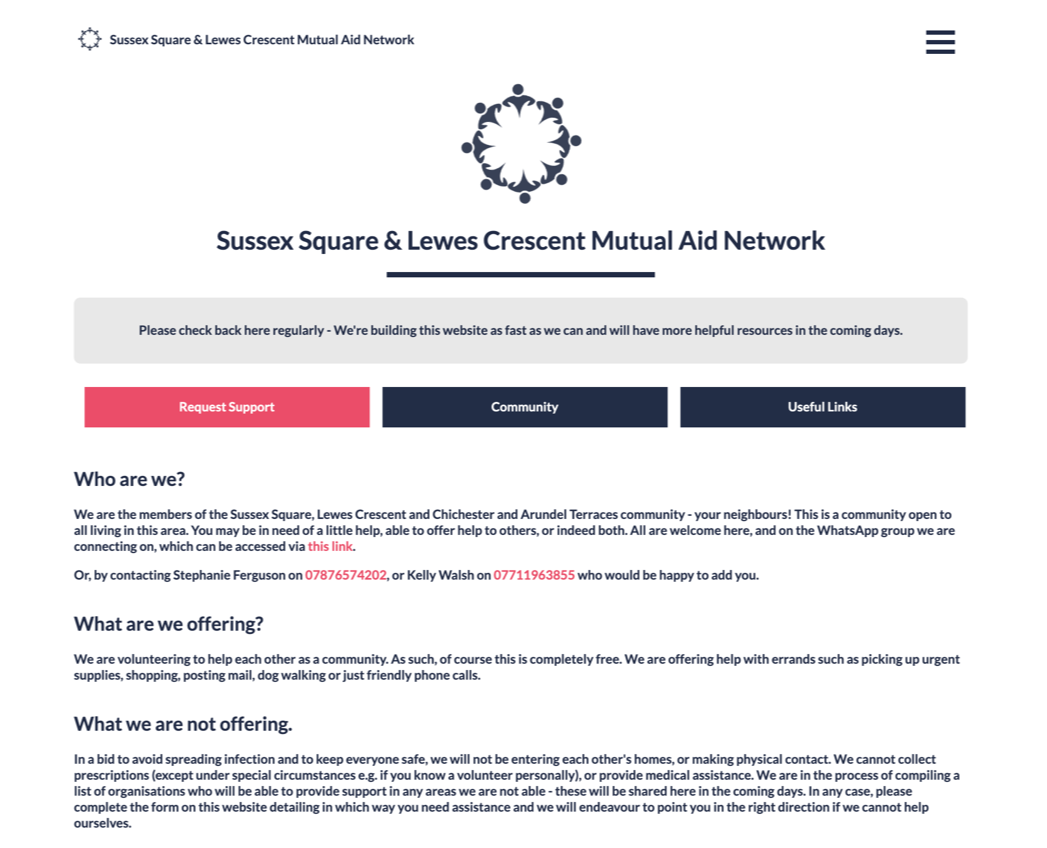 Sussex Square & Lewes Crescent Mutual Aid Network
Sussex Square & Lewes Crescent Mutual Aid Network
Please check back here regularly - We're building this website as fast as we can and will have more helpful resources in the coming days.
Request Support
Community
Useful Links
Who are we?
We are the members of the Sussex Square, Lewes Crescent and Chichester and Arundel Terraces community - your neighbours! This is a community open to
all living in this area. You may be in need of a little help, able to offer help to others, or indeed both. All are welcome here, and on the WhatsApp group we are
connecting on, which can be accessed via this link.
Or, by contacting Stephanie Ferguson on 07876574202, or Kelly Walsh on 07711963855 who would be happy to add you.
What are we offering?
We are volunteering to help each other as a community. As such, of course this is completely free. We are offering help with errands such as picking up urgent
supplies, shopping, posting mail, dog walking or just friendly phone calls.
What we are not offering.
In a bid to avoid spreading infection and to keep everyone safe, we will not be entering each other's homes, or making physical contact. We cannot collect
prescriptions (except under special circumstances e.g. if you know a volunteer personally), or provide medical assistance. We are in the process of compiling a
list of organisations who will be able to provide support in any areas we are not able - these will be shared here in the coming days. In any case, please
complete the form on this website detailing in which way you need assistance and we will endeavour to point you in the right direction if we cannot help
ourselves.